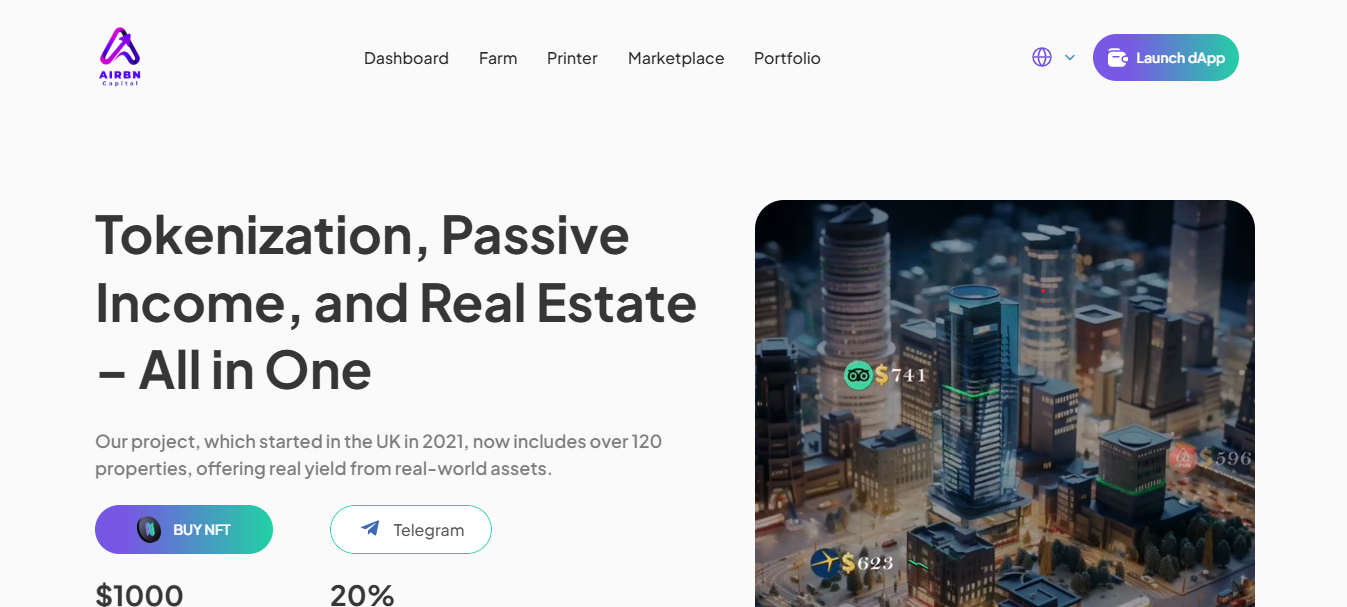 AIRBN
Capital
Dashboard
Farm
Printer
Marketplace
Portfolio
Launch dApp
Tokenization, Passive
Income, and Real Estate
– All in One
Our project, which started in the UK in 2021, now includes over 120
properties, offering real yield from real-world assets.
BUY NFT
Telegram
$1000
20%
$741
$596
$623